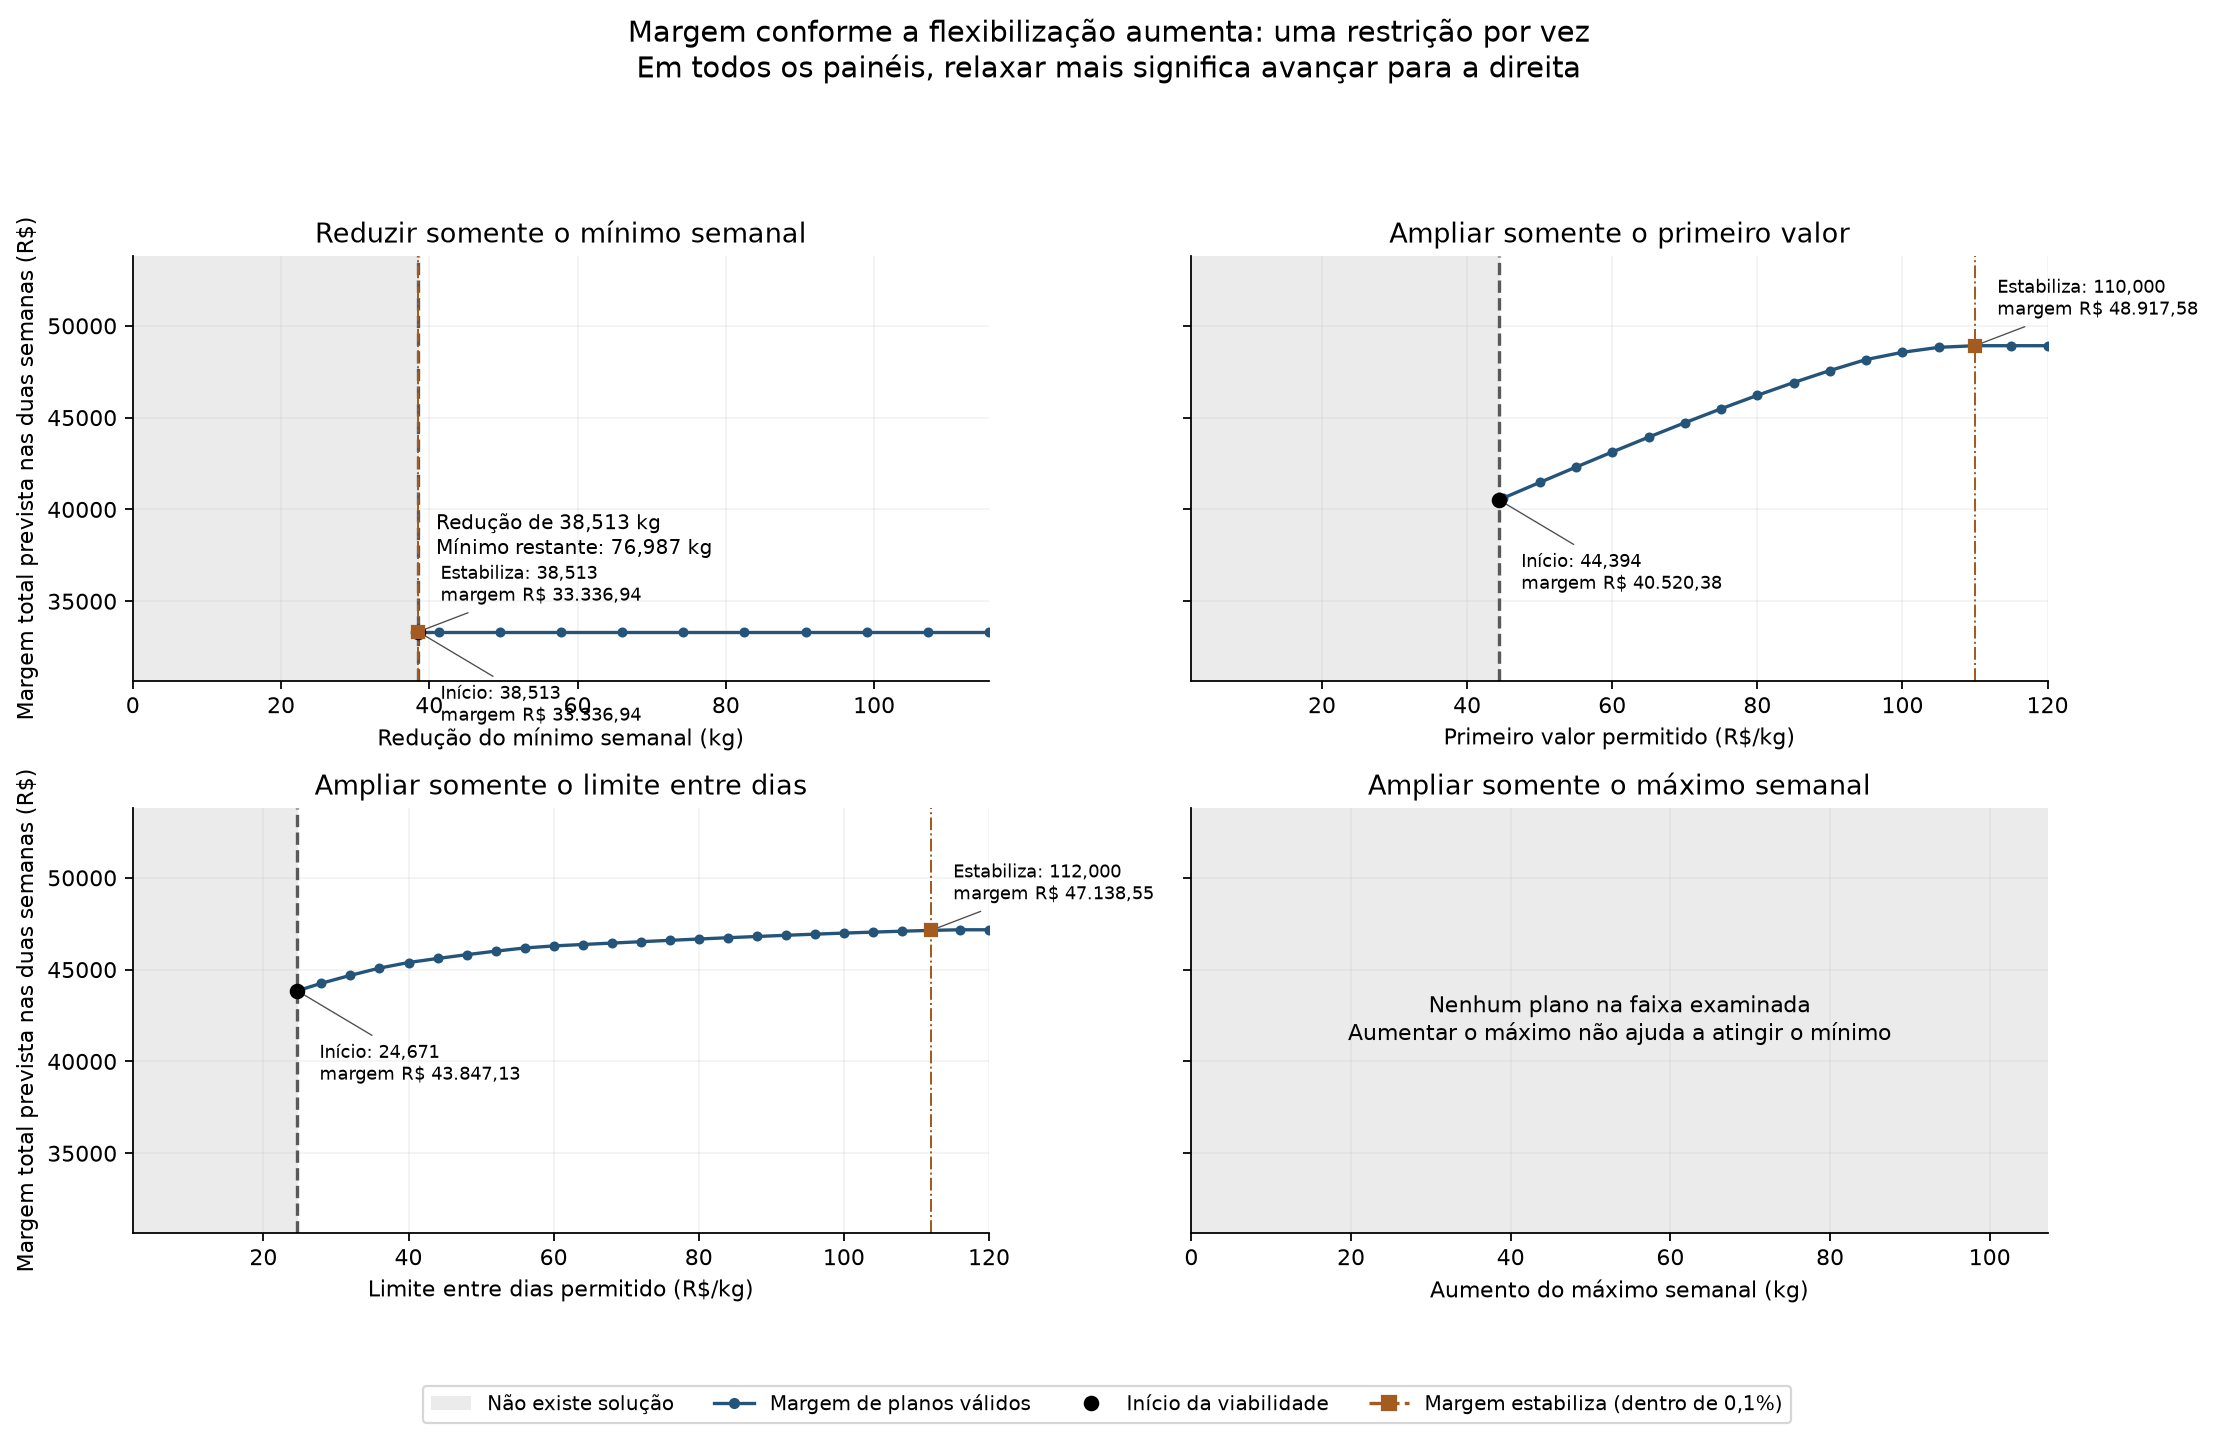 Margem conforme a flexibilização aumenta: uma restrição por vez
Em todos os painéis, relaxar mais significa avançar para a direita
Reduzir somente o mínimo semanal
Margem total prevista nas duas semanas (R$)
50000
45000
40000
35000
Redução de 38,513 kg
Mínimo restante: 76,987 kg
Estabiliza: 38,513
margem R$ 33.336,94
Início: 38,513
margem R$ 33.336,94
0 20 40 60 80 100
Redução do mínimo semanal (kg)
Ampliar somente o primeiro valor
Estabiliza: 110,000
margem R$ 48.917,58
Início: 44,394
margem R$ 40.520,38
20 40 60 80 100 120
Primeiro valor permitido (R$/kg)
Ampliar somente o limite entre dias
Margem total prevista nas duas semanas (R$)
50000
45000
40000
35000
Estabiliza: 112,000
margem R$ 47.138,55
Início: 24,671
margem R$ 43.847,13
20 40 60 80 100 120
Limite entre dias permitido (R$/kg)
Ampliar somente o máximo semanal
Nenhum plano na faixa examinada
Aumentar o máximo não ajuda a atingir o mínimo
0 20 40 60 80 100
Aumento do máximo semanal (kg)
Não existe solução
Margem de planos válidos
Início da viabilidade
Margem estabiliza (dentro de 0,1%)